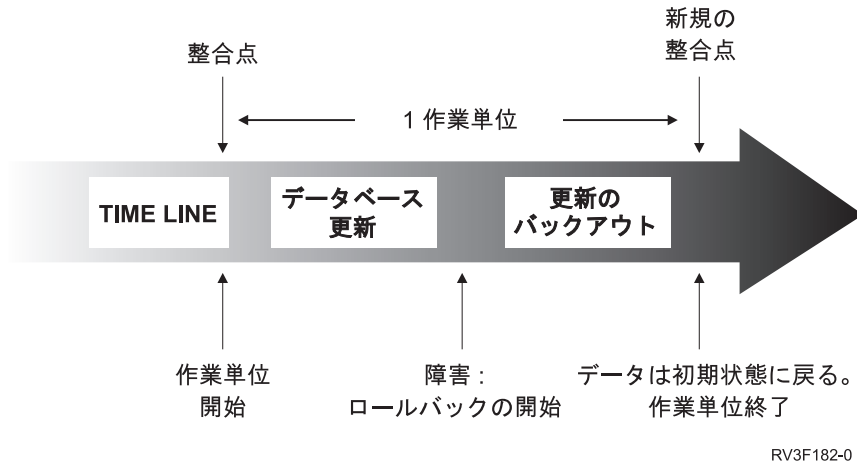 整合点
新規の
整合点
1 作業単位
TIME LINE
データベース
更新
更新の
バックアウト
作業単位
開始
障害：
ロールバックの開始
データは初期状態に戻る。
作業単位終了
RV3F182-0